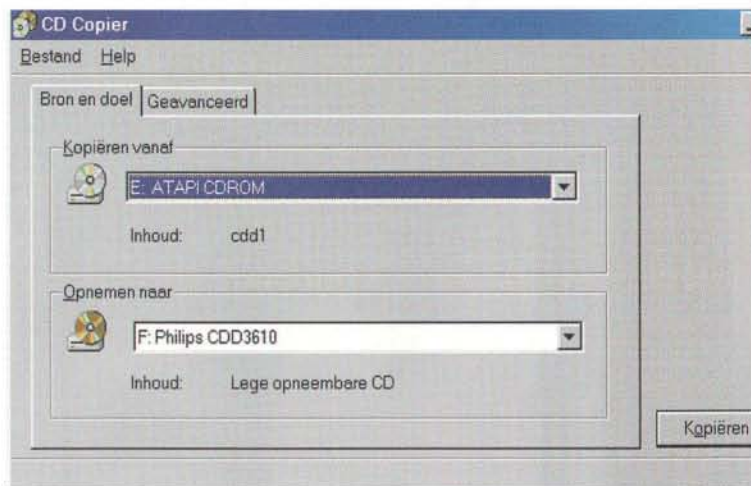 CD Copier
Bestand Help
Bron en doel Geavanceerd
Kopiëren vanaf
E: ATAPI CDROM
Inhoud: cdd1
Opnemen naar
F: Philips CDD3610
Inhoud: Lege opneembare CD
Kopiëren